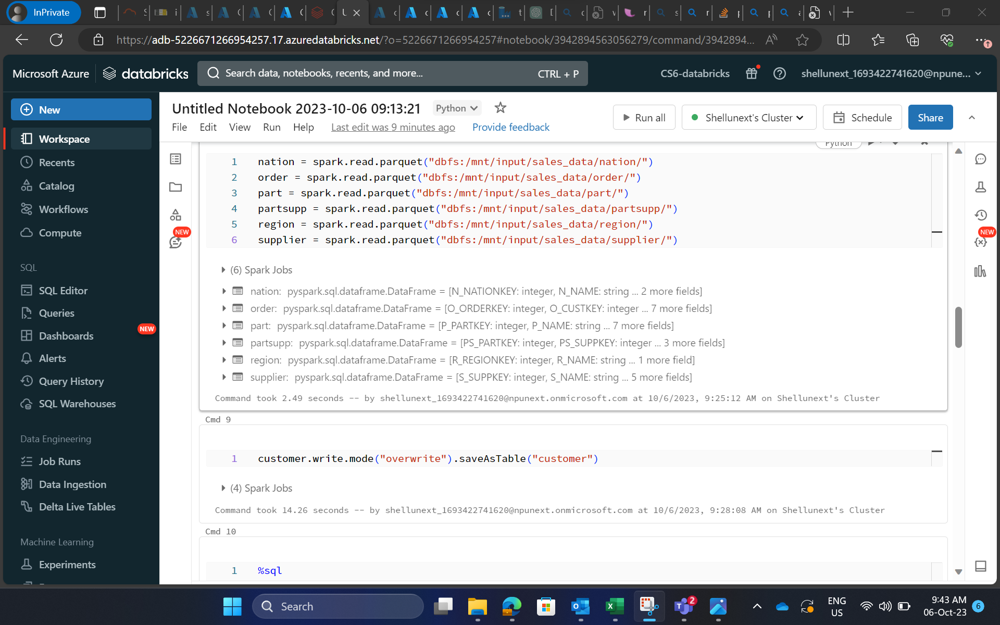 InPrivate
https://adb-5226671266954257.17.azuredatabricks.net/?o=5226671266954257#notebook/3942894563056279/command/3942894...
Microsoft Azure
databricks
Search data, notebooks, recents, and more...
CTRL + P
CS6-databricks
shellunext_1693422741620@npune...
New
Workspace
Recents
Catalog
Workflows
Compute
SQL
SQL Editor
Queries
Dashboards
NEW
Alerts
Query History
SQL Warehouses
Data Engineering
Job Runs
Data Ingestion
Delta Live Tables
Machine Learning
Experiments
Untitled Notebook 2023-10-06 09:13:21
Python
File Edit View Run Help Last edit was 9 minutes ago Provide feedback
Run all
Shellunext's Cluster
Schedule
Share
NEW
NEW
Python
1 nation = spark.read.parquet("dbfs:/mnt/input/sales_data/nation/")
2 order = spark.read.parquet("dbfs:/mnt/input/sales_data/order/")
3 part = spark.read.parquet("dbfs:/mnt/input/sales_data/part/")
4 partsupp = spark.read.parquet("dbfs:/mnt/input/sales_data/partsupp/")
5 region = spark.read.parquet("dbfs:/mnt/input/sales_data/region/")
6 supplier = spark.read.parquet("dbfs:/mnt/input/sales_data/supplier/")
(6) Spark Jobs
nation: pyspark.sql.dataframe.DataFrame = [N_NATIONKEY: integer, N_NAME: string ... 2 more fields]
order: pyspark.sql.dataframe.DataFrame = [O_ORDERKEY: integer, O_CUSTKEY: integer ... 7 more fields]
part: pyspark.sql.dataframe.DataFrame = [P_PARTKEY: integer, P_NAME: string ... 7 more fields]
partsupp: pyspark.sql.dataframe.DataFrame = [PS_PARTKEY: integer, PS_SUPPKEY: integer ... 3 more fields]
region: pyspark.sql.dataframe.DataFrame = [R_REGIONKEY: integer, R_NAME: string ... 1 more field]
supplier: pyspark.sql.dataframe.DataFrame = [S_SUPPKEY: integer, S_NAME: string ... 5 more fields]
Command took 2.49 seconds -- by shellunext_1693422741620@npunext.onmicrosoft.com at 10/6/2023, 9:25:12 AM on Shellunext's Cluster
Cmd 9
1 customer.write.mode("overwrite").saveAsTable("customer")
(4) Spark Jobs
Command took 14.26 seconds -- by shellunext_1693422741620@npunext.onmicrosoft.com at 10/6/2023, 9:28:08 AM on Shellunext's Cluster
Cmd 10
1 %sql
Search
2
ENG
US
9:43 AM
06-Oct-23
6